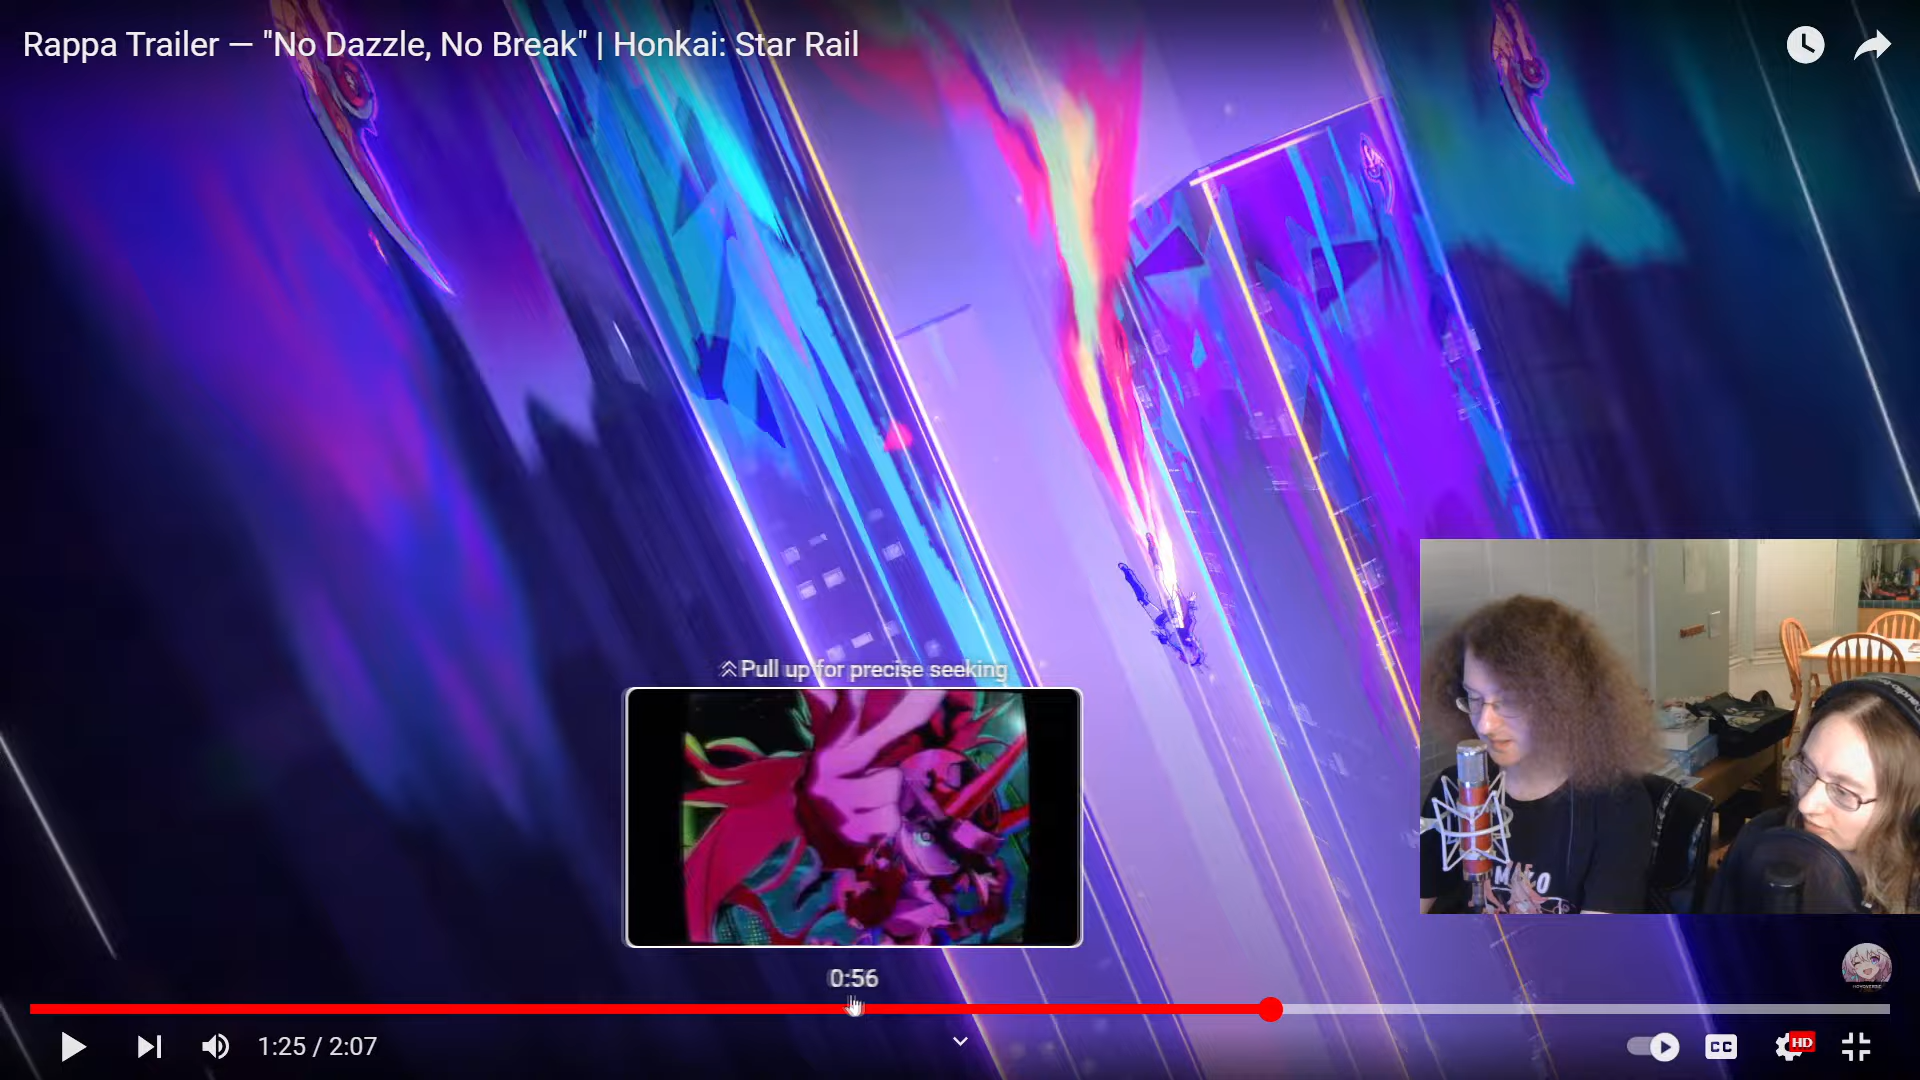 Rappa Trailer — "No Dazzle, No Break" | Honkai: Star Rail
Pull up for precise seeking
0:56
1:25 / 2:07
CC
HD